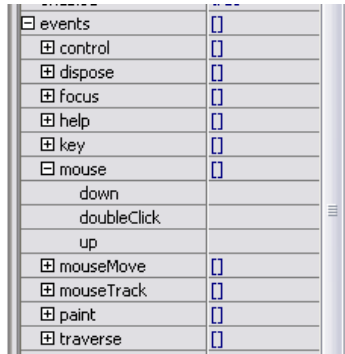 events []
control []
dispose []
focus []
help []
key []
mouse []
down
doubleClick
up
mouseMove []
mouseTrack []
paint []
traverse []